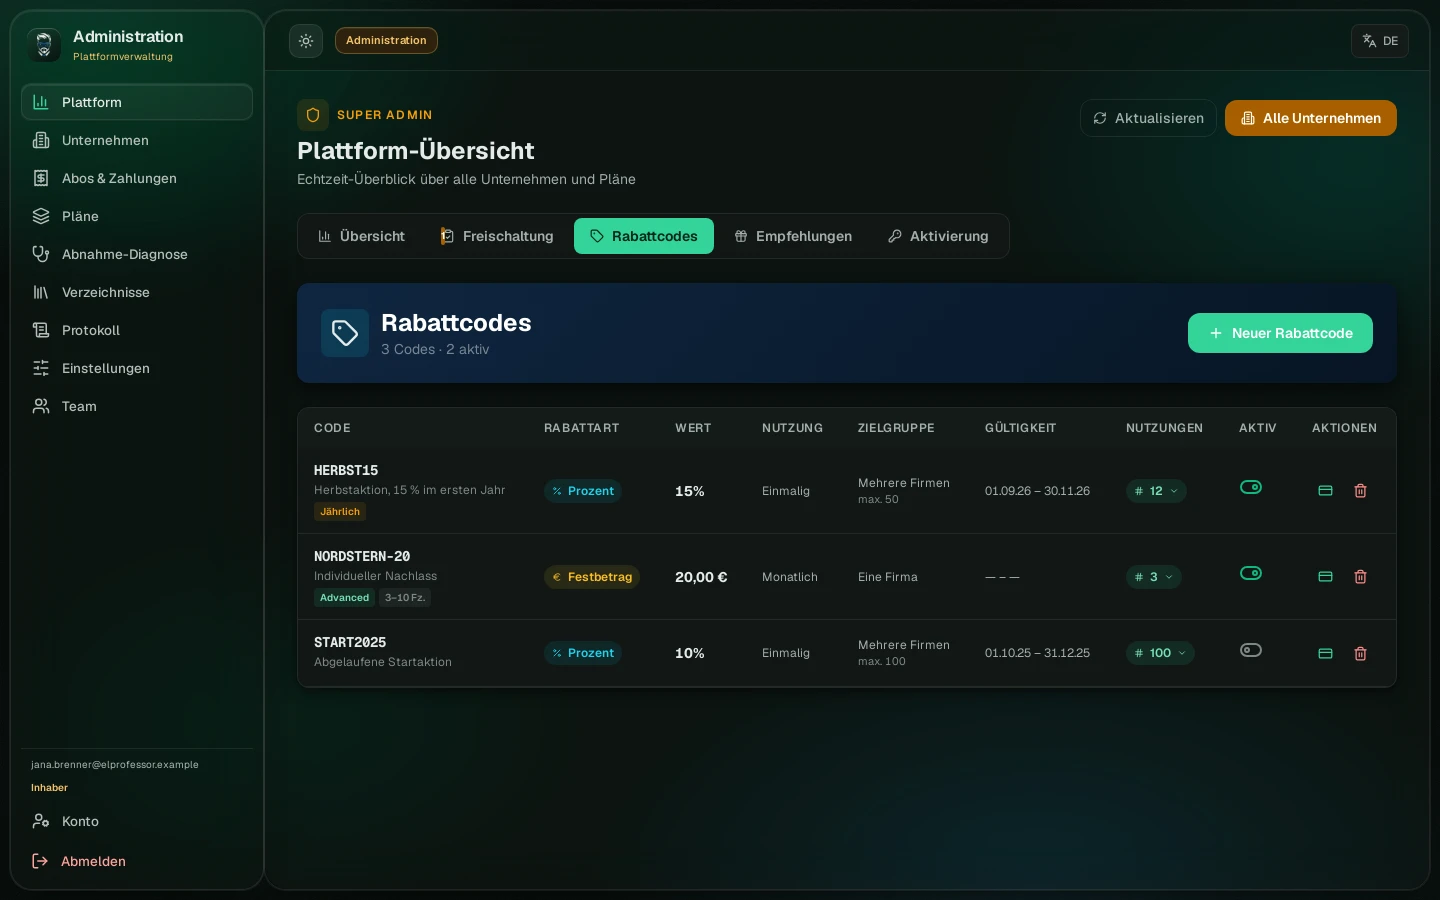 Administration
Plattformverwaltung
Plattform
Unternehmen
Abos & Zahlungen
Pläne
Abnahme-Diagnose
Verzeichnisse
Protokoll
Einstellungen
Team
jana.brenner@elprofessor.example
Inhaber
Konto
Abmelden
Administration
DE
SUPER ADMIN
Plattform-Übersicht
Echtzeit-Überblick über alle Unternehmen und Pläne
Aktualisieren
Alle Unternehmen
Übersicht
1 Freischaltung
Rabattcodes
Empfehlungen
Aktivierung
Rabattcodes
3 Codes · 2 aktiv
+ Neuer Rabattcode
CODE RABATTART WERT NUTZUNG ZIELGRUPPE GÜLTIGKEIT NUTZUNGEN AKTIV AKTIONEN
HERBST15
Herbstaktion, 15 % im ersten Jahr
Jährlich
% Prozent
15%
Einmalig
Mehrere Firmen
max. 50
01.09.26 – 30.11.26
# 12
NORDSTERN-20
Individueller Nachlass
Advanced 3–10 Fz.
€ Festbetrag
20,00 €
Monatlich
Eine Firma
— – —
# 3
START2025
Abgelaufene Startaktion
% Prozent
10%
Einmalig
Mehrere Firmen
max. 100
01.10.25 – 31.12.25
# 100